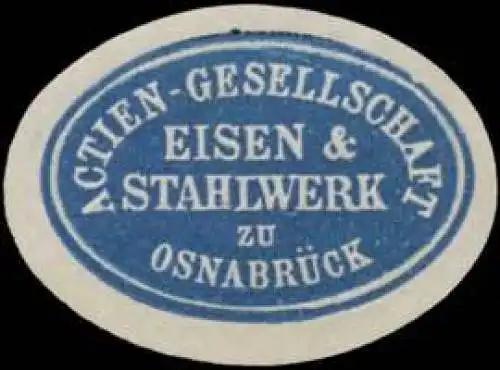 ACTIEN-GESELLSCHAFT
EISEN &
STAHLWERK
ZU
OSNABRÜCK